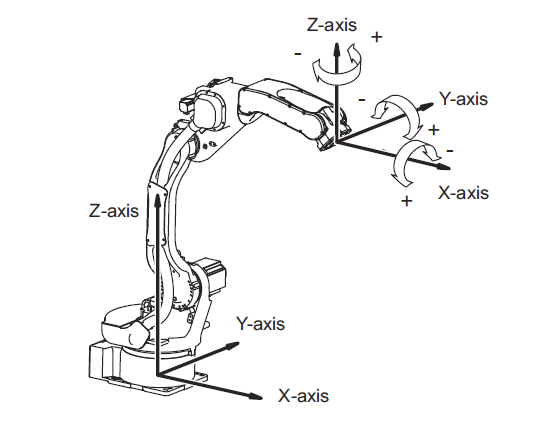 Z-axis
- +
- Y-axis
+ -
X-axis
+
Z-axis
Y-axis
X-axis